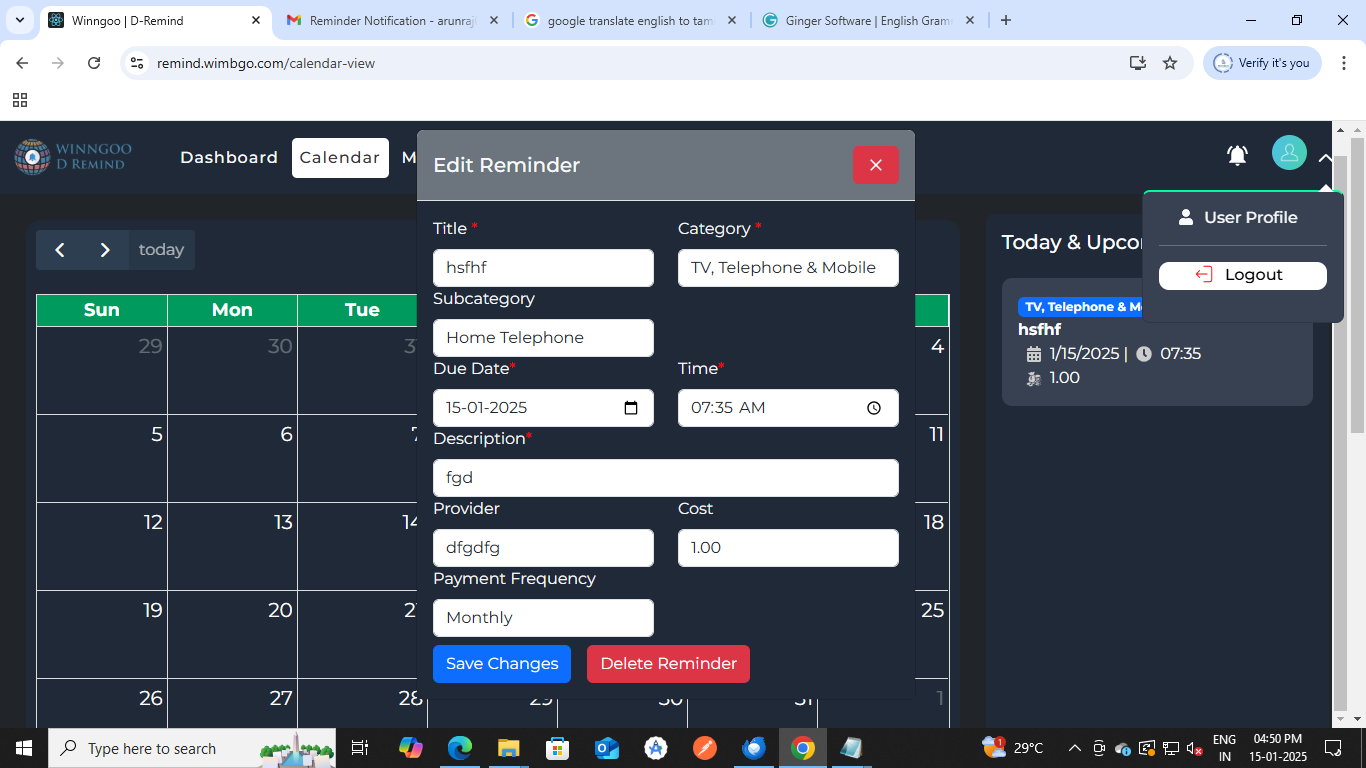 Winngoo | D-Remind
Reminder Notification - arunraj
google translate english to tam
Ginger Software | English Gram
remind.wimbgo.com/calendar-view
Verify it's you
WINNGOO
D REMIND
Dashboard
Calendar
M
Edit Reminder
User Profile
Logout
today
Sun
Mon
Tue
29
30
4
5
6
7
11
12
13
14
18
19
20
25
26
27
28
29
30
31
1
Title *
Category *
hsfhf
TV, Telephone & Mobile
Subcategory
Home Telephone
Due Date*
Time*
15-01-2025
07:35 AM
Description*
fgd
Provider
Cost
dfgdfg
1.00
Payment Frequency
Monthly
Save Changes
Delete Reminder
Today & Upco
TV, Telephone & M
hsfhf
1/15/2025 | 07:35
1.00
Type here to search
1
29°C
ENG
IN
04:50 PM
15-01-2025